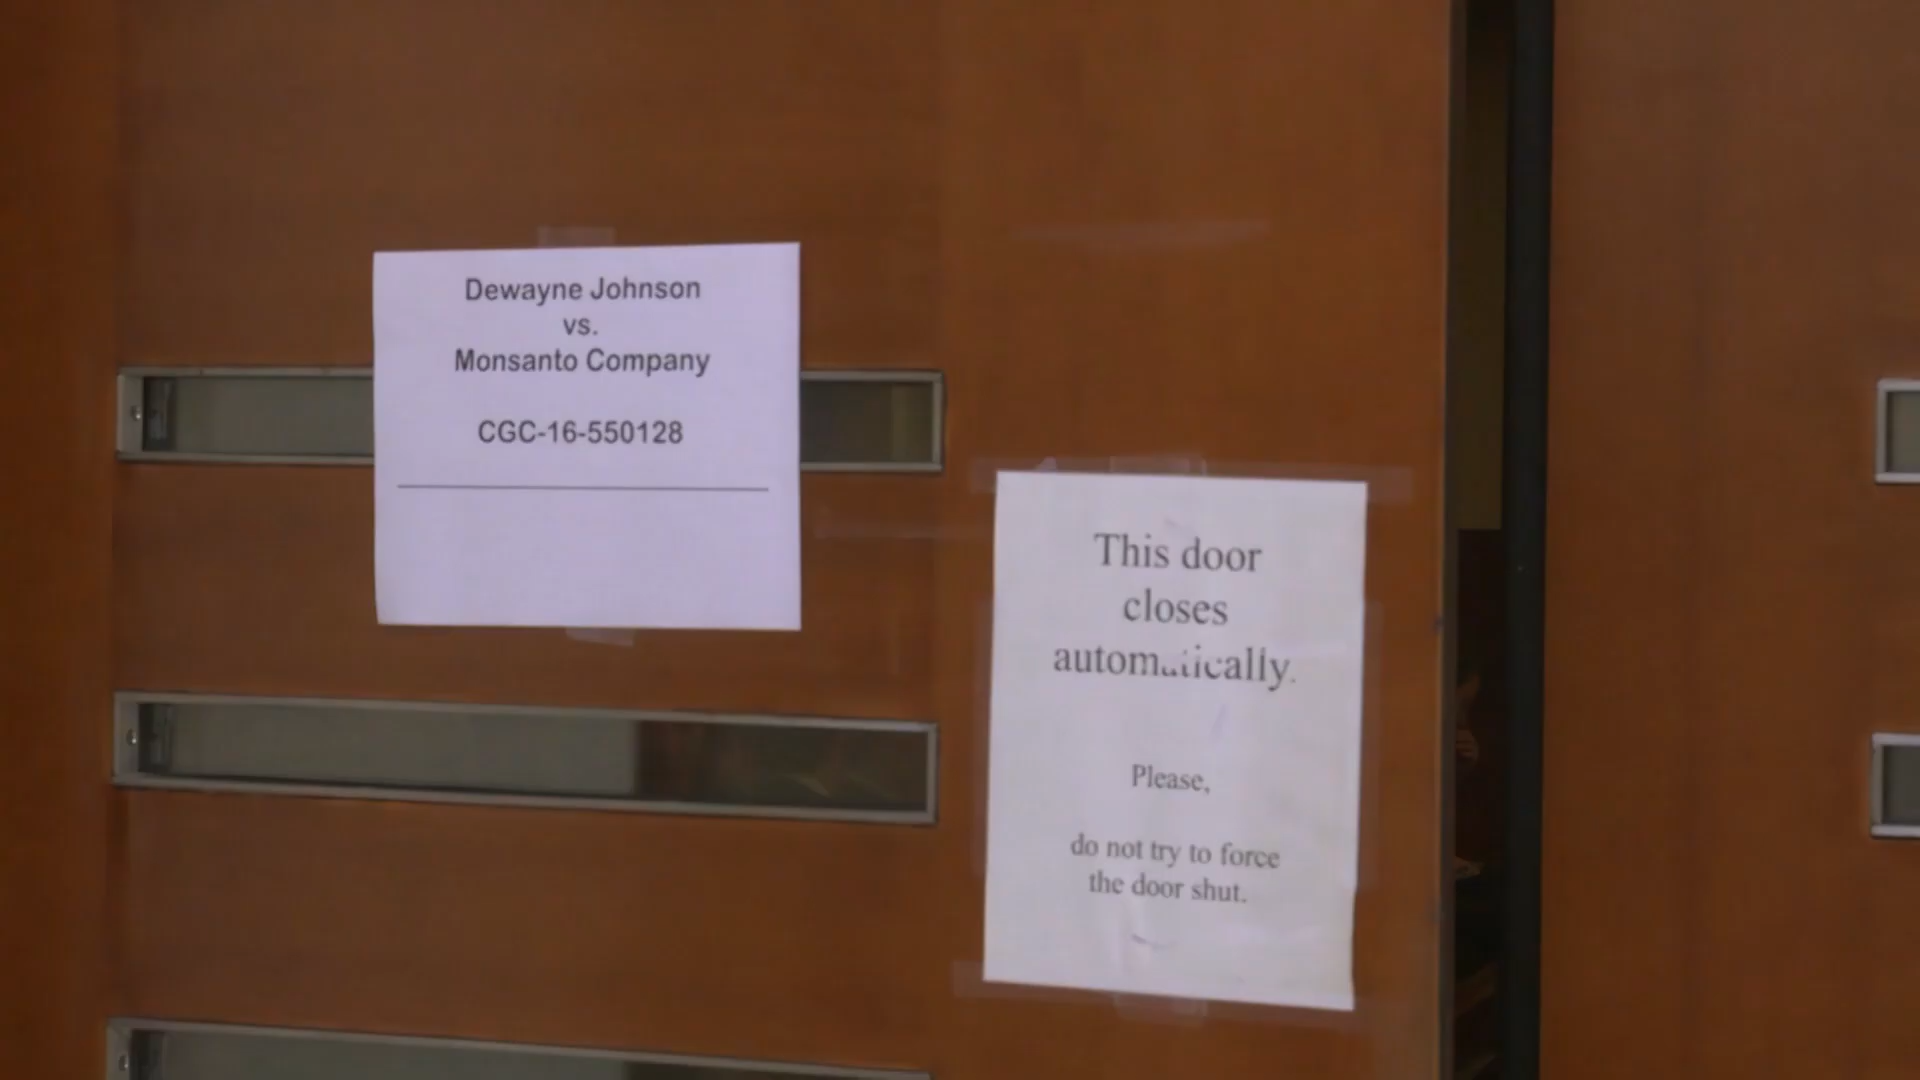 Dewayne Johnson
vs.
Monsanto Company
CGC-16-550128
This door
closes
automatically.
Please,
do not try to force
the door shut.